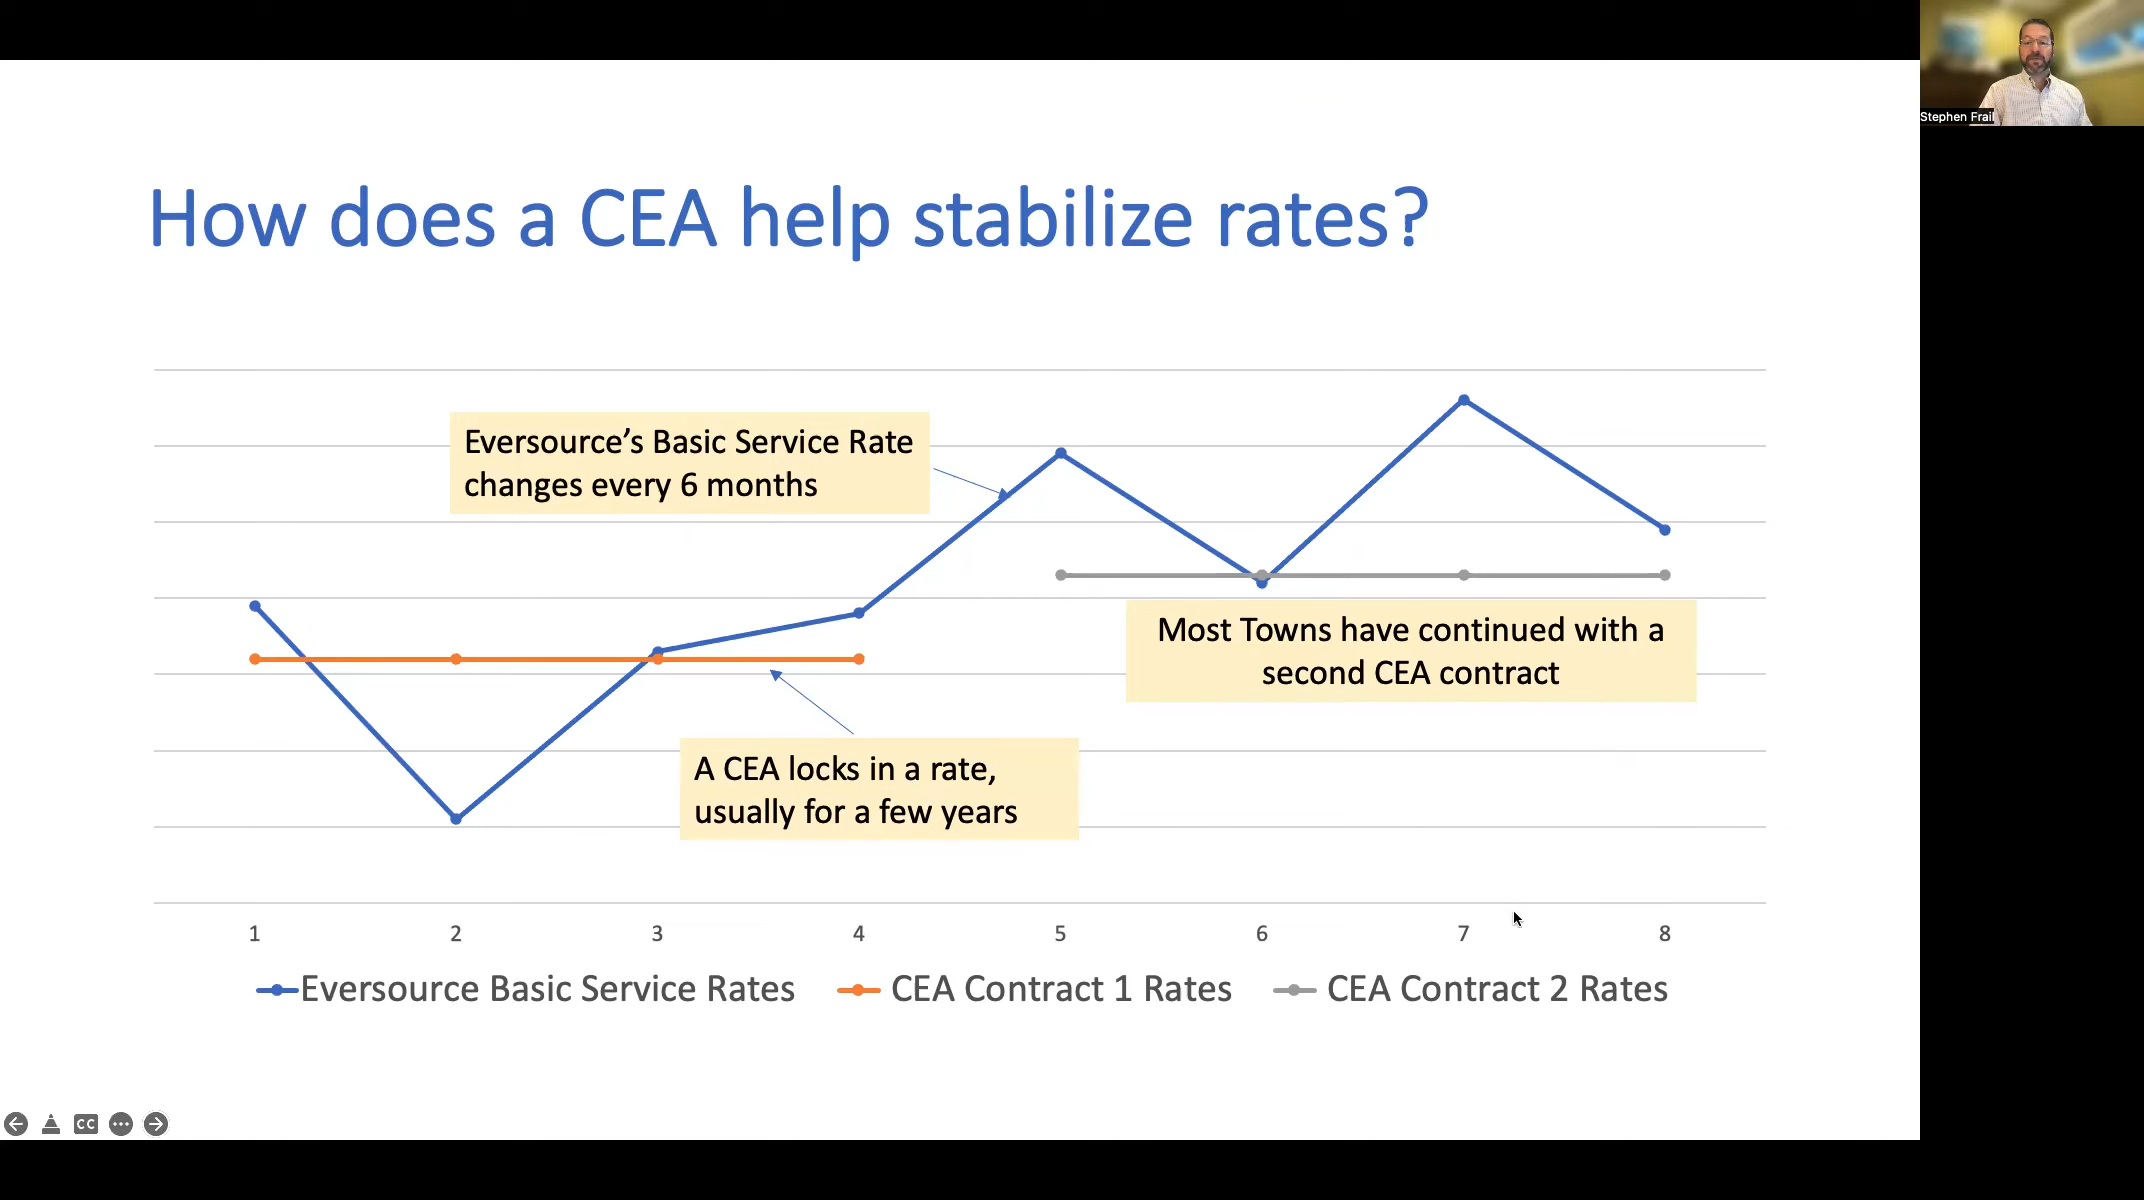 Stephen Frail
How does a CEA help stabilize rates?
Eversource's Basic Service Rate
changes every 6 months
Most Towns have continued with a
second CEA contract
A CEA locks in a rate,
usually for a few years
1 2 3 4 5 6 7 8
Eversource Basic Service Rates CEA Contract 1 Rates CEA Contract 2 Rates
CC